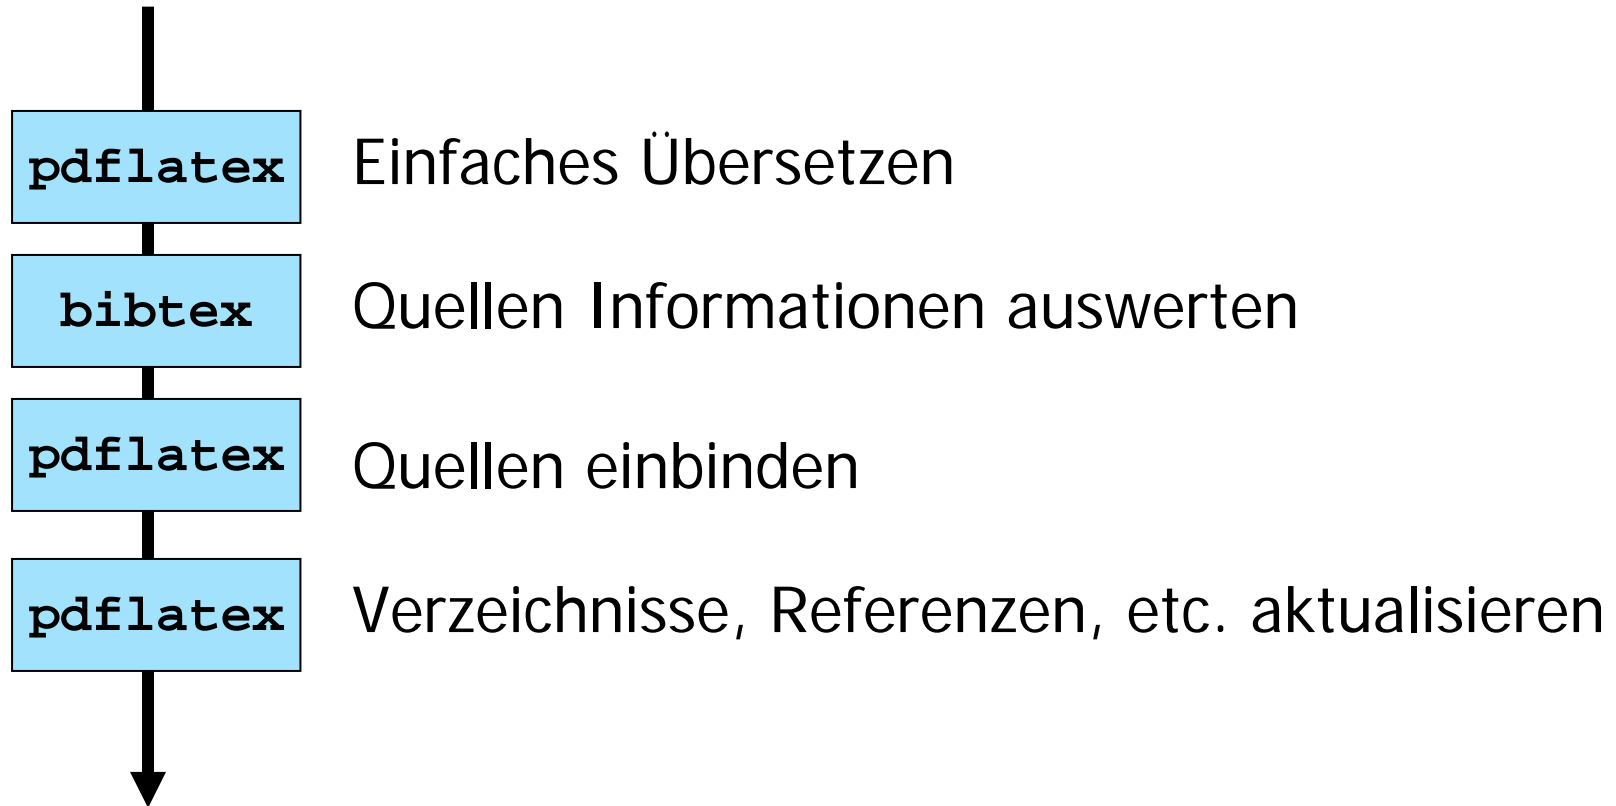 pdflatex Einfaches Übersetzen
bibtex Quellen Informationen auswerten
pdflatex Quellen einbinden
pdflatex Verzeichnisse, Referenzen, etc. aktualisieren